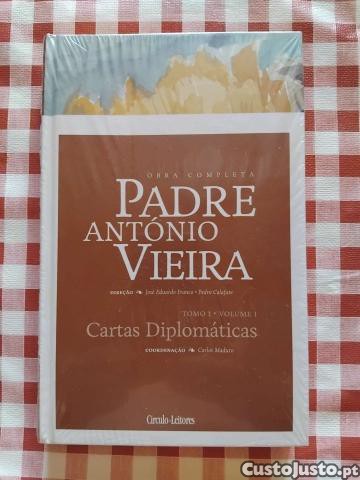 OBRA COMPLETA
PADRE
ANTÓNIO
VIEIRA
DIREÇÃO José Eduardo Franco • Pedro Calafate
TOMO I • VOLUME I
Cartas Diplomáticas
COORDENAÇÃO Carlos Maduro
Círculo-Leitores
CustoJusto.pt